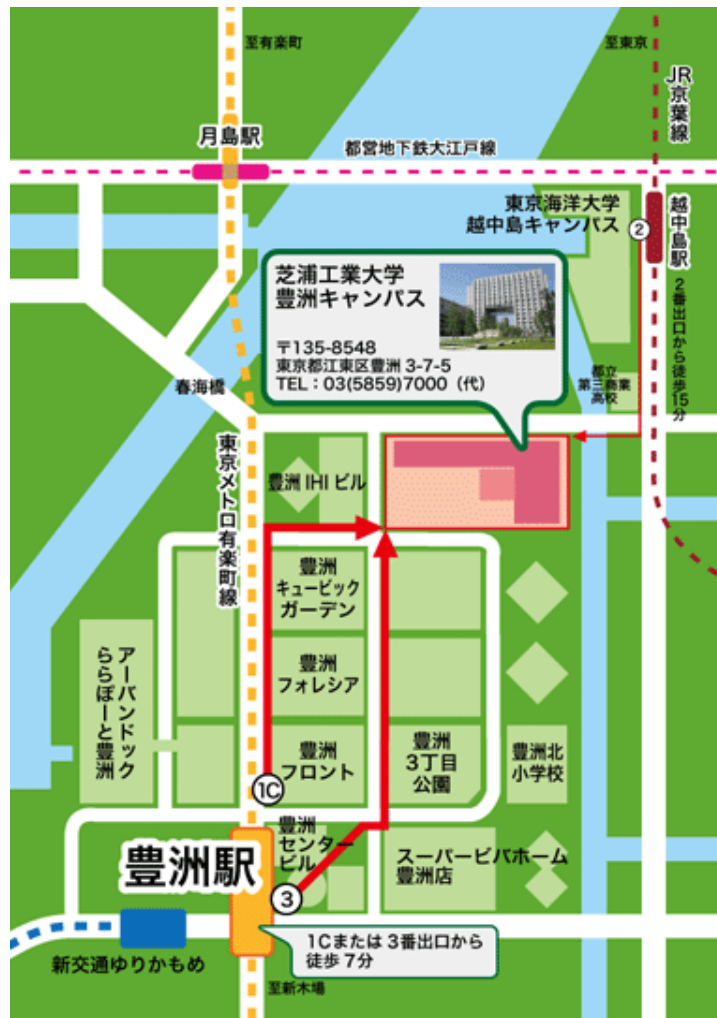 至有楽町
至東京
JR京葉線
月島駅
都営地下鉄大江戸線
東京海洋大学
越中島キャンパス
2
越中島駅
2番出口から徒歩15分
芝浦工業大学
豊洲キャンパス
〒135-8548
東京都江東区豊洲 3-7-5
TEL：03(5859)7000（代）
都立
第三商業
高校
春海橋
東京メトロ有楽町線
豊洲 IHI ビル
豊洲
キュービック
ガーデン
豊洲
フォレシア
アーバンドック
ららぽーと豊洲
豊洲
フロント
豊洲
3丁目
公園
豊洲北
小学校
1C
豊洲
センター
ビル
豊洲駅
3
スーパービバホーム
豊洲店
1Cまたは 3番出口から
徒歩 7分
新交通ゆりかもめ
至新木場